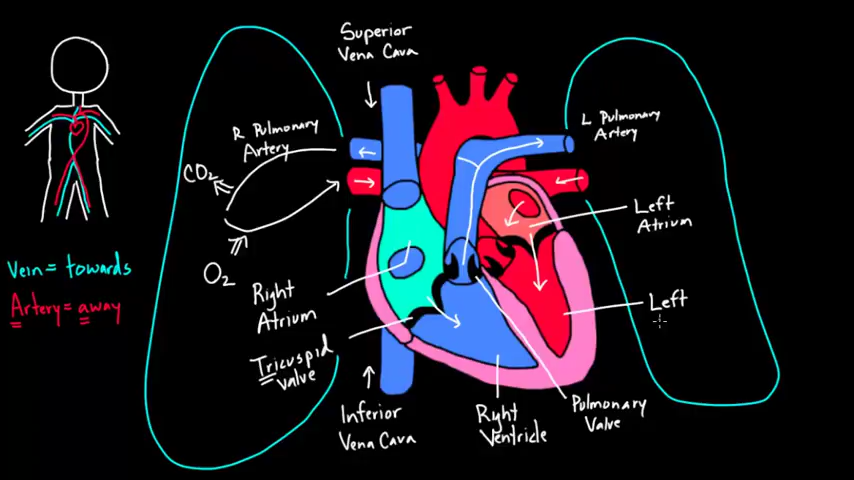 Superior
Vena Cava
R Pulmonary
Artery
L Pulmonary
Artery
CO2
O2
Vein = towards
Artery = away
Left
Atrium
Right
Atrium
Left
Tricuspid
valve
Inferior
Vena Cava
Right
Ventricle
Pulmonary
Valve